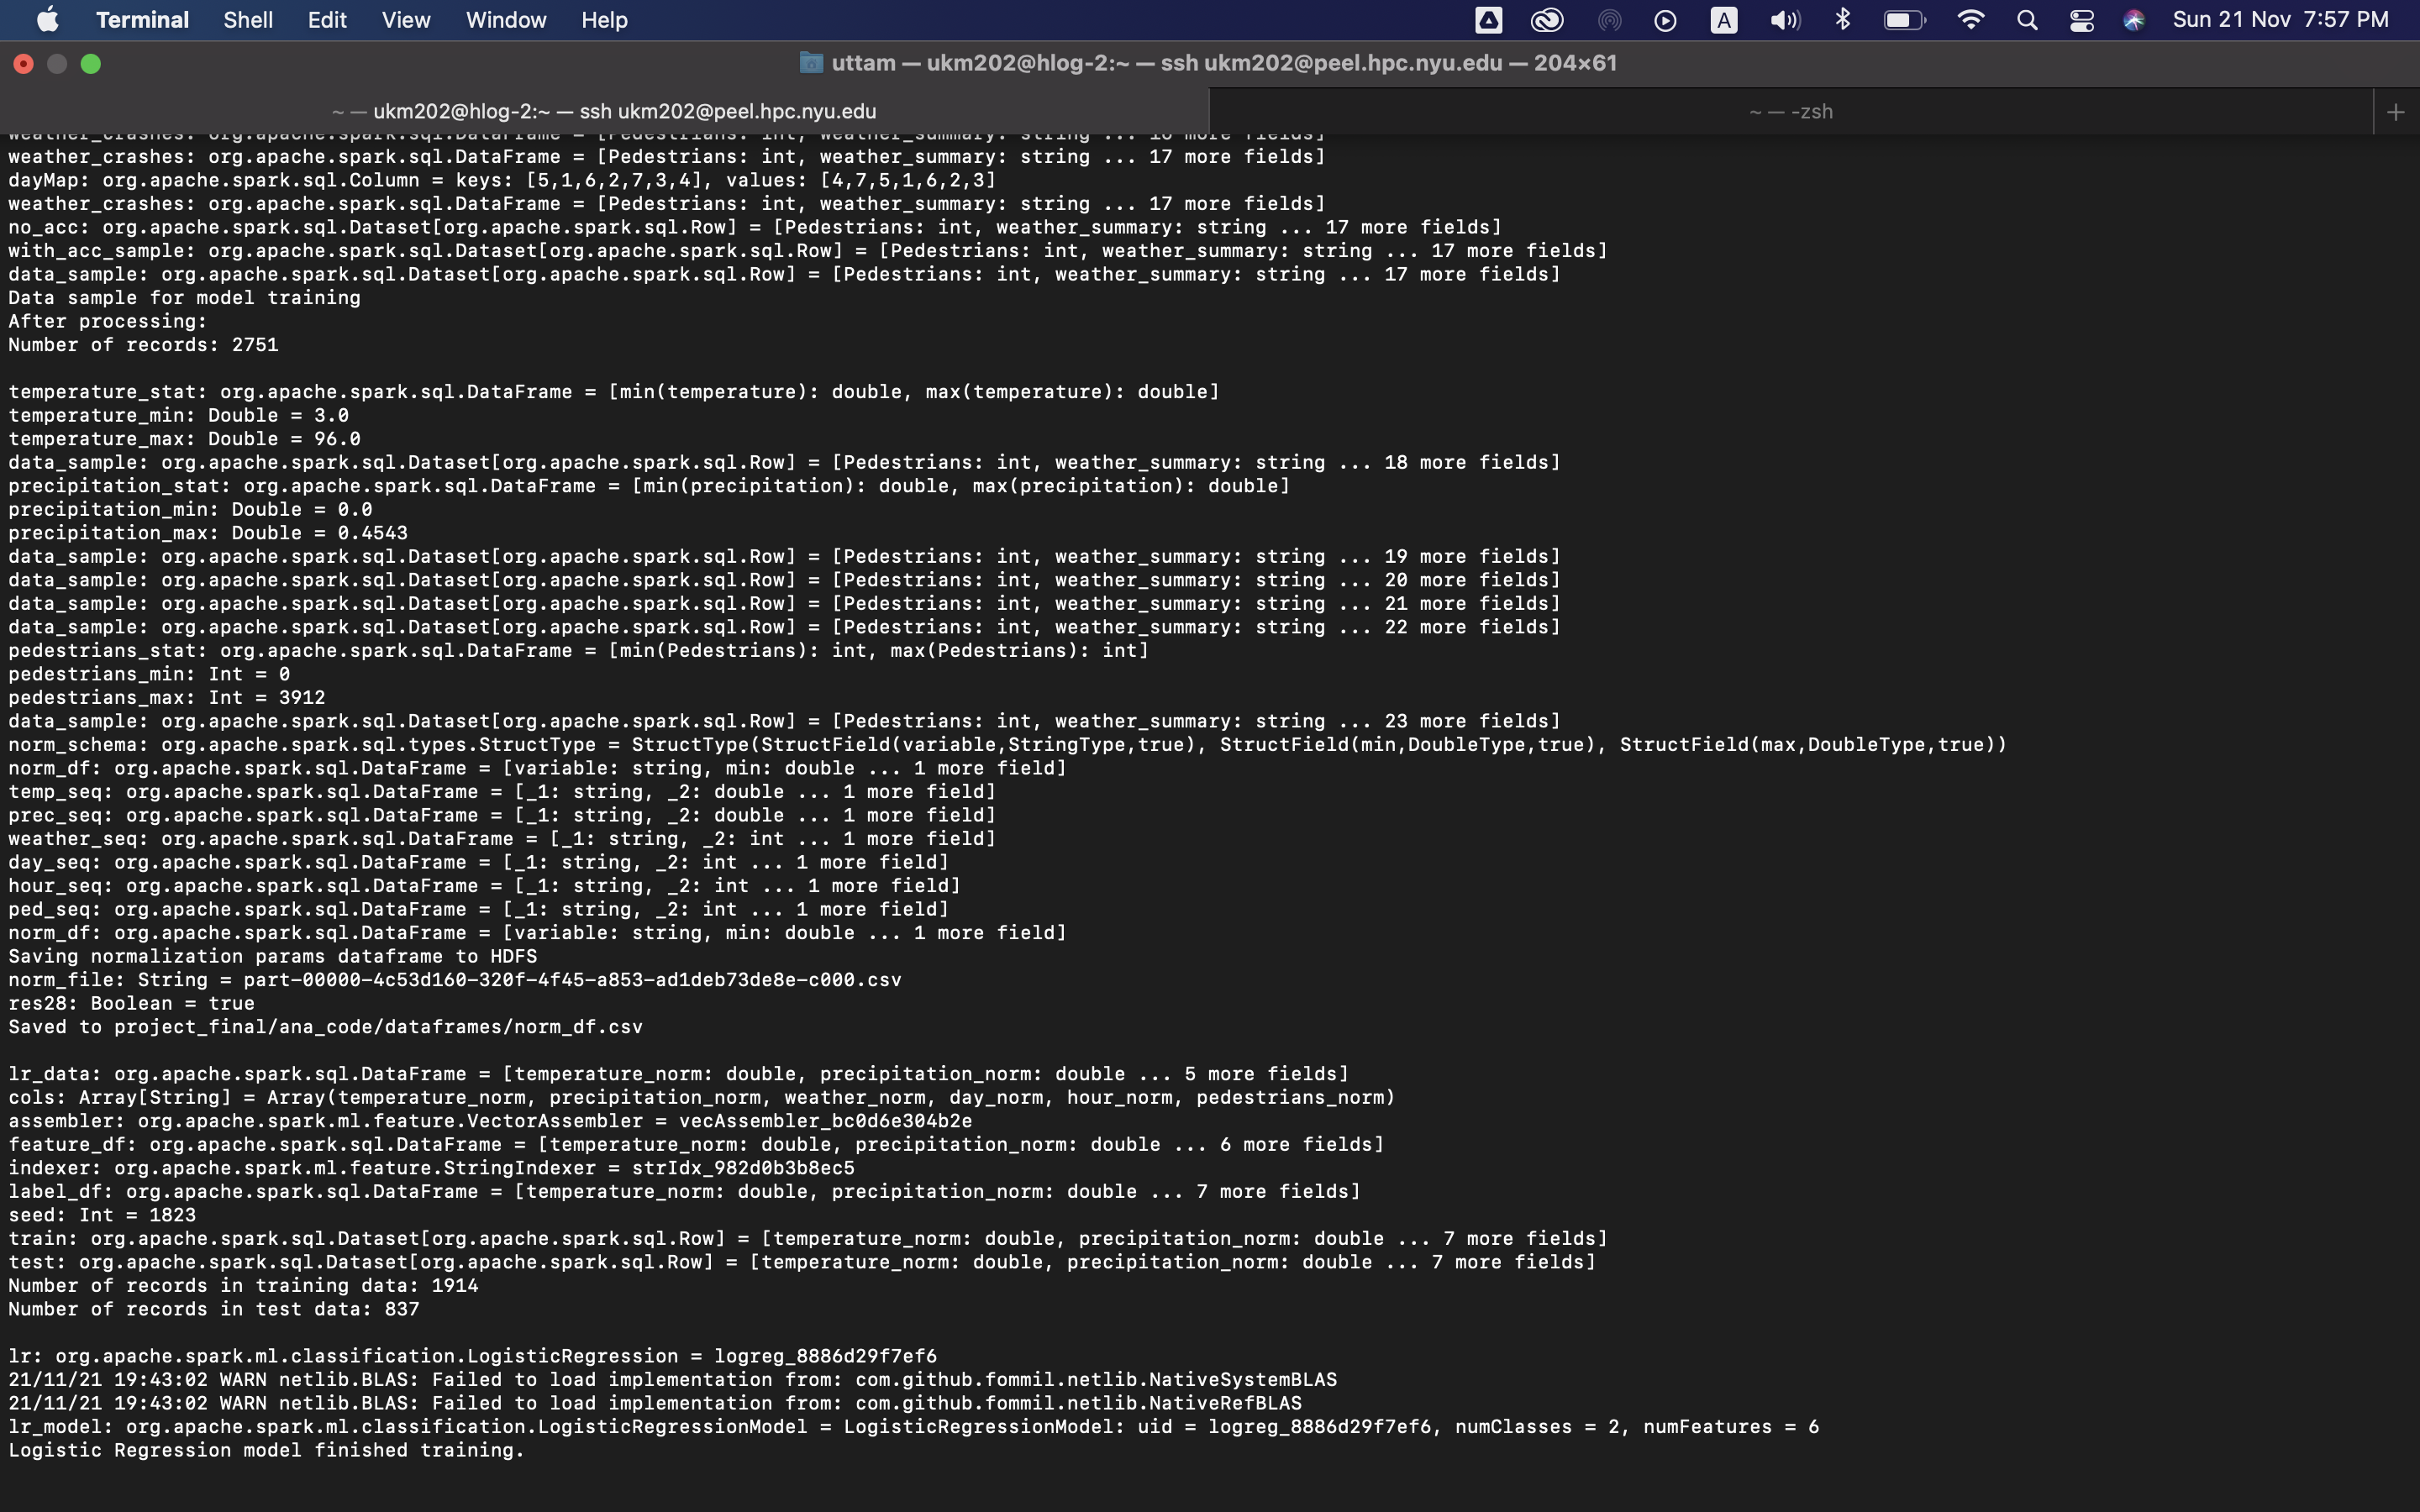 Terminal Shell Edit View Window Help A Sun 21 Nov 7:57 PM
uttam — ukm202@hlog-2:~ — ssh ukm202@peel.hpc.nyu.edu — 204×61
~ — ukm202@hlog-2:~ — ssh ukm202@peel.hpc.nyu.edu ~ — -zsh +
weather_crashes: org.apache.spark.sql.DataFrame = [Pedestrians: int, weather_summary: string ... 16 more fields]
weather_crashes: org.apache.spark.sql.DataFrame = [Pedestrians: int, weather_summary: string ... 17 more fields]
dayMap: org.apache.spark.sql.Column = keys: [5,1,6,2,7,3,4], values: [4,7,5,1,6,2,3]
weather_crashes: org.apache.spark.sql.DataFrame = [Pedestrians: int, weather_summary: string ... 17 more fields]
no_acc: org.apache.spark.sql.Dataset[org.apache.spark.sql.Row] = [Pedestrians: int, weather_summary: string ... 17 more fields]
with_acc_sample: org.apache.spark.sql.Dataset[org.apache.spark.sql.Row] = [Pedestrians: int, weather_summary: string ... 17 more fields]
data_sample: org.apache.spark.sql.Dataset[org.apache.spark.sql.Row] = [Pedestrians: int, weather_summary: string ... 17 more fields]
Data sample for model training
After processing:
Number of records: 2751
temperature_stat: org.apache.spark.sql.DataFrame = [min(temperature): double, max(temperature): double]
temperature_min: Double = 3.0
temperature_max: Double = 96.0
data_sample: org.apache.spark.sql.Dataset[org.apache.spark.sql.Row] = [Pedestrians: int, weather_summary: string ... 18 more fields]
precipitation_stat: org.apache.spark.sql.DataFrame = [min(precipitation): double, max(precipitation): double]
precipitation_min: Double = 0.0
precipitation_max: Double = 0.4543
data_sample: org.apache.spark.sql.Dataset[org.apache.spark.sql.Row] = [Pedestrians: int, weather_summary: string ... 19 more fields]
data_sample: org.apache.spark.sql.Dataset[org.apache.spark.sql.Row] = [Pedestrians: int, weather_summary: string ... 20 more fields]
data_sample: org.apache.spark.sql.Dataset[org.apache.spark.sql.Row] = [Pedestrians: int, weather_summary: string ... 21 more fields]
data_sample: org.apache.spark.sql.Dataset[org.apache.spark.sql.Row] = [Pedestrians: int, weather_summary: string ... 22 more fields]
pedestrians_stat: org.apache.spark.sql.DataFrame = [min(Pedestrians): int, max(Pedestrians): int]
pedestrians_min: Int = 0
pedestrians_max: Int = 3912
data_sample: org.apache.spark.sql.Dataset[org.apache.spark.sql.Row] = [Pedestrians: int, weather_summary: string ... 23 more fields]
norm_schema: org.apache.spark.sql.types.StructType = StructType(StructField(variable,StringType,true), StructField(min,DoubleType,true), StructField(max,DoubleType,true))
norm_df: org.apache.spark.sql.DataFrame = [variable: string, min: double ... 1 more field]
temp_seq: org.apache.spark.sql.DataFrame = [_1: string, _2: double ... 1 more field]
prec_seq: org.apache.spark.sql.DataFrame = [_1: string, _2: double ... 1 more field]
weather_seq: org.apache.spark.sql.DataFrame = [_1: string, _2: int ... 1 more field]
day_seq: org.apache.spark.sql.DataFrame = [_1: string, _2: int ... 1 more field]
hour_seq: org.apache.spark.sql.DataFrame = [_1: string, _2: int ... 1 more field]
ped_seq: org.apache.spark.sql.DataFrame = [_1: string, _2: int ... 1 more field]
norm_df: org.apache.spark.sql.DataFrame = [variable: string, min: double ... 1 more field]
Saving normalization params dataframe to HDFS
norm_file: String = part-00000-4c53d160-320f-4f45-a853-ad1deb73de8e-c000.csv
res28: Boolean = true
Saved to project_final/ana_code/dataframes/norm_df.csv
lr_data: org.apache.spark.sql.DataFrame = [temperature_norm: double, precipitation_norm: double ... 5 more fields]
cols: Array[String] = Array(temperature_norm, precipitation_norm, weather_norm, day_norm, hour_norm, pedestrians_norm)
assembler: org.apache.spark.ml.feature.VectorAssembler = vecAssembler_bc0d6e304b2e
feature_df: org.apache.spark.sql.DataFrame = [temperature_norm: double, precipitation_norm: double ... 6 more fields]
indexer: org.apache.spark.ml.feature.StringIndexer = strIdx_982d0b3b8ec5
label_df: org.apache.spark.sql.DataFrame = [temperature_norm: double, precipitation_norm: double ... 7 more fields]
seed: Int = 1823
train: org.apache.spark.sql.Dataset[org.apache.spark.sql.Row] = [temperature_norm: double, precipitation_norm: double ... 7 more fields]
test: org.apache.spark.sql.Dataset[org.apache.spark.sql.Row] = [temperature_norm: double, precipitation_norm: double ... 7 more fields]
Number of records in training data: 1914
Number of records in test data: 837
lr: org.apache.spark.ml.classification.LogisticRegression = logreg_8886d29f7ef6
21/11/21 19:43:02 WARN netlib.BLAS: Failed to load implementation from: com.github.fommil.netlib.NativeSystemBLAS
21/11/21 19:43:02 WARN netlib.BLAS: Failed to load implementation from: com.github.fommil.netlib.NativeRefBLAS
lr_model: org.apache.spark.ml.classification.LogisticRegressionModel = LogisticRegressionModel: uid = logreg_8886d29f7ef6, numClasses = 2, numFeatures = 6
Logistic Regression model finished training.